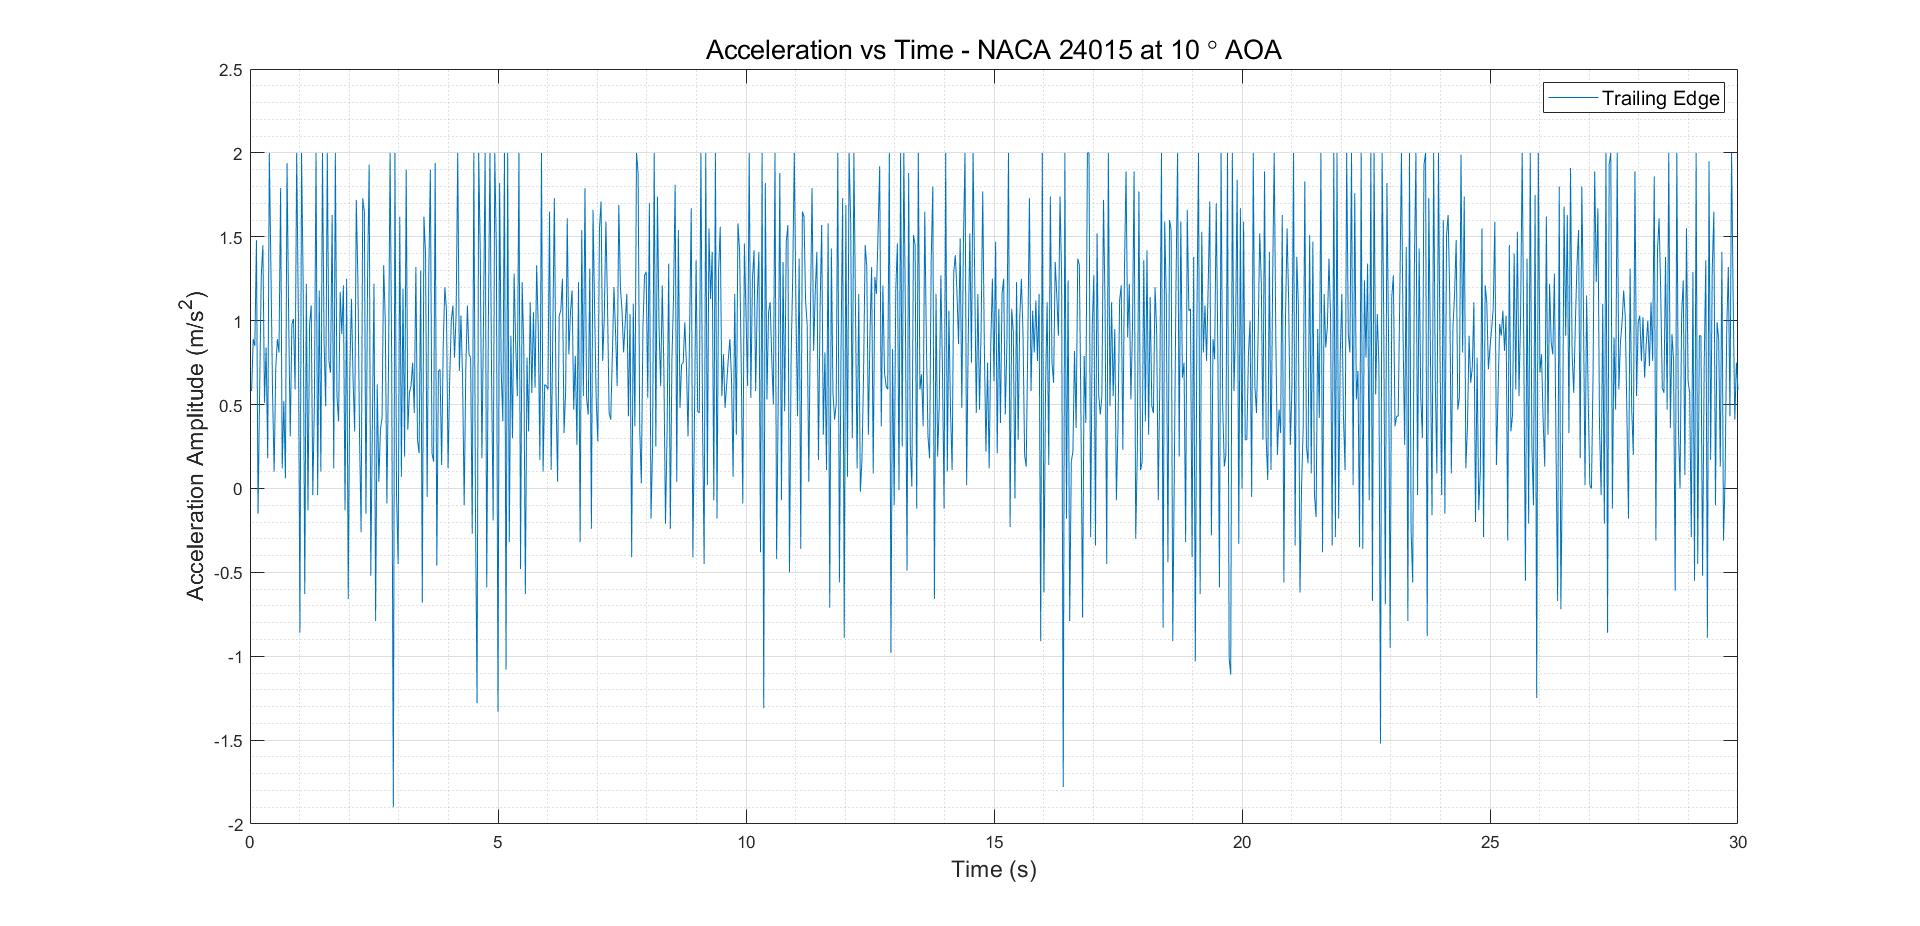 Acceleration vs Time - NACA 24015 at 10 ° AOA
Trailing Edge
Acceleration Amplitude (m/s²)
2.5
2
1.5
1
0.5
0
-0.5
-1
-1.5
-2
0 5 10 15 20 25 30
Time (s)